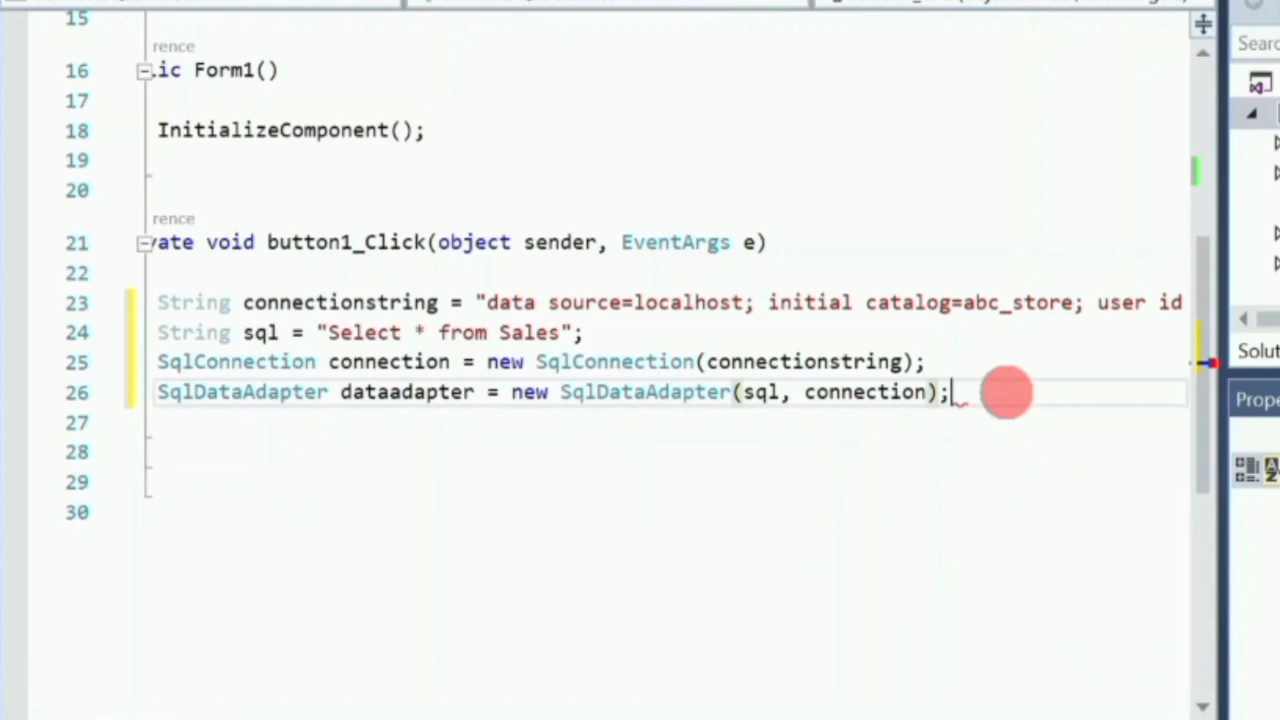 15
rence
16 ic Form1()
17
18 InitializeComponent();
19
20
rence
21 vate void button1_Click(object sender, EventArgs e)
22
23 String connectionstring = "data source=localhost; initial catalog=abc_store; user id
24 String sql = "Select * from Sales";
25 SqlConnection connection = new SqlConnection(connectionstring);
26 SqlDataAdapter dataadapter = new SqlDataAdapter(sql, connection);
27
28
29
30
Searc
Solut
Prope